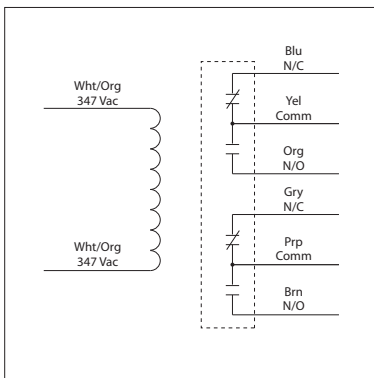 Wht/Org
347 Vac
Wht/Org
347 Vac
Blu
N/C
Yel
Comm
Org
N/O
Gry
N/C
Prp
Comm
Brn
N/O